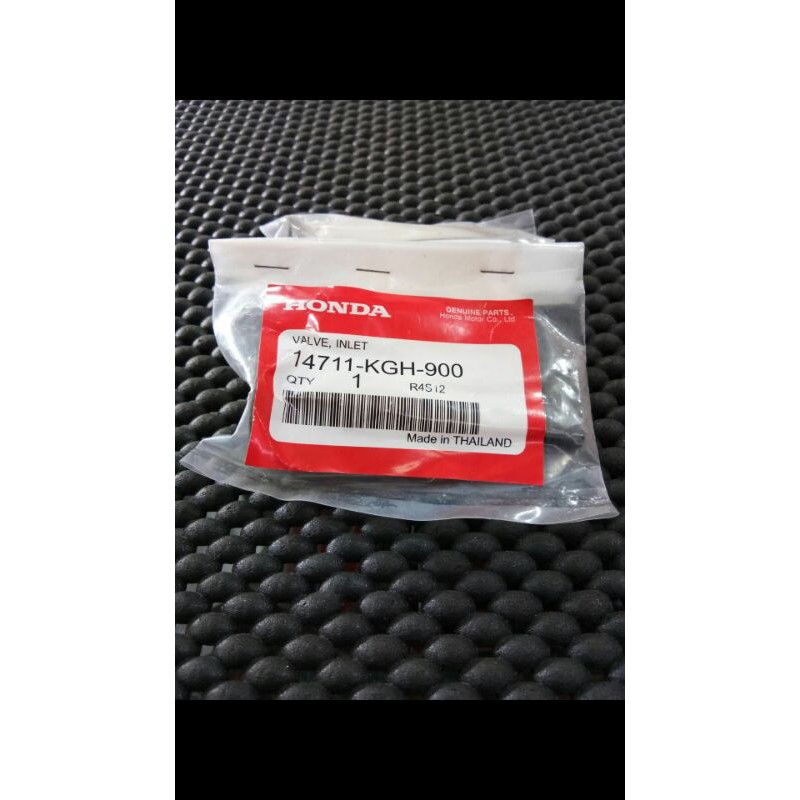 HONDA
GENUINE PARTS
Honda Motor Co., Ltd.
VALVE, INLET
14711-KGH-900
QTY 1 R4S12
Made in THAILAND